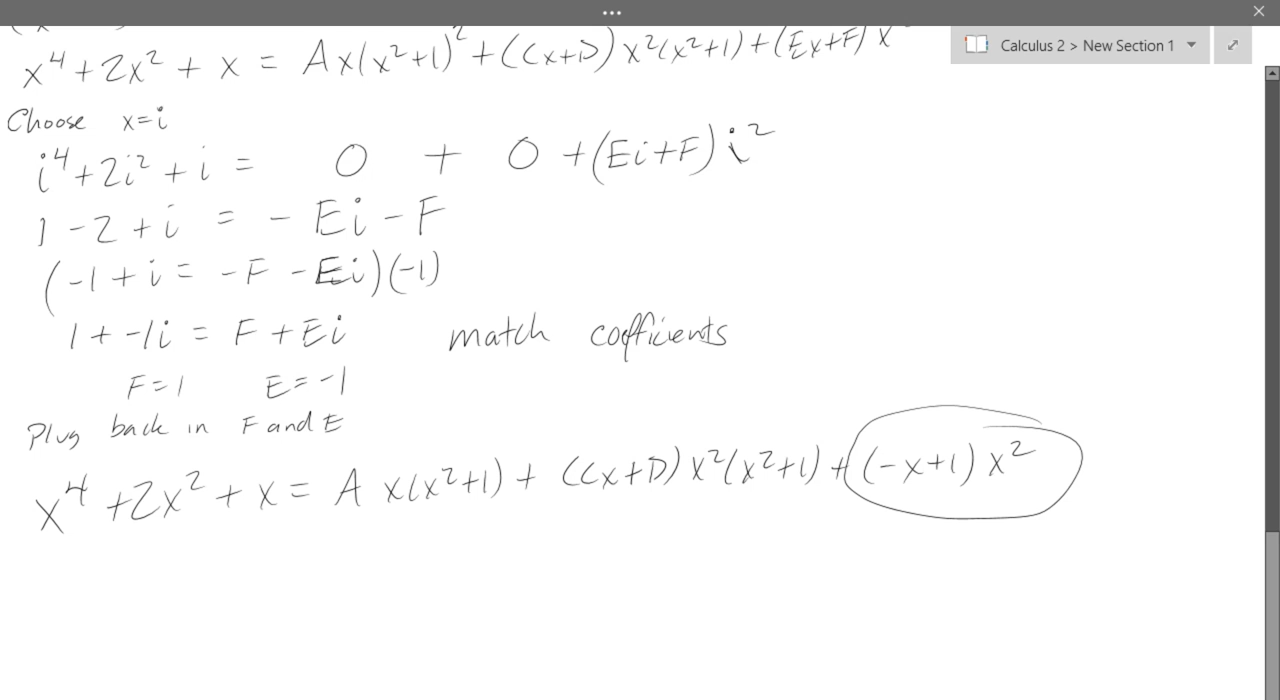 Calculus 2 > New Section 1
x⁴ + 2x² + x = Ax(x²+1)² + (Cx+D) x²(x²+1) + (Ex+F) x
Choose x=i
i⁴ + 2i² + i = 0 + 0 + (Ei+F) i²
1 - 2 + i = - Ei - F
(-1 + i = -F - Ei)(-1)
1 + -1i = F + Ei match cofficients
F=1 E=-1
Plug back in F and E
x⁴ + 2x² + x = A x(x²+1) + (Cx+D) x²(x²+1) + (-x+1) x²